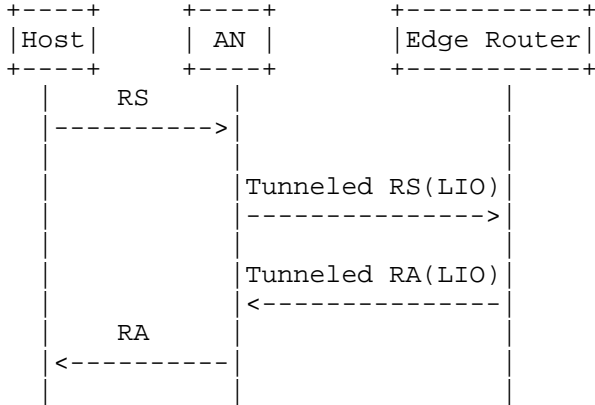 Host AN Edge Router
RS
Tunneled RS(LIO)
Tunneled RA(LIO)
RA